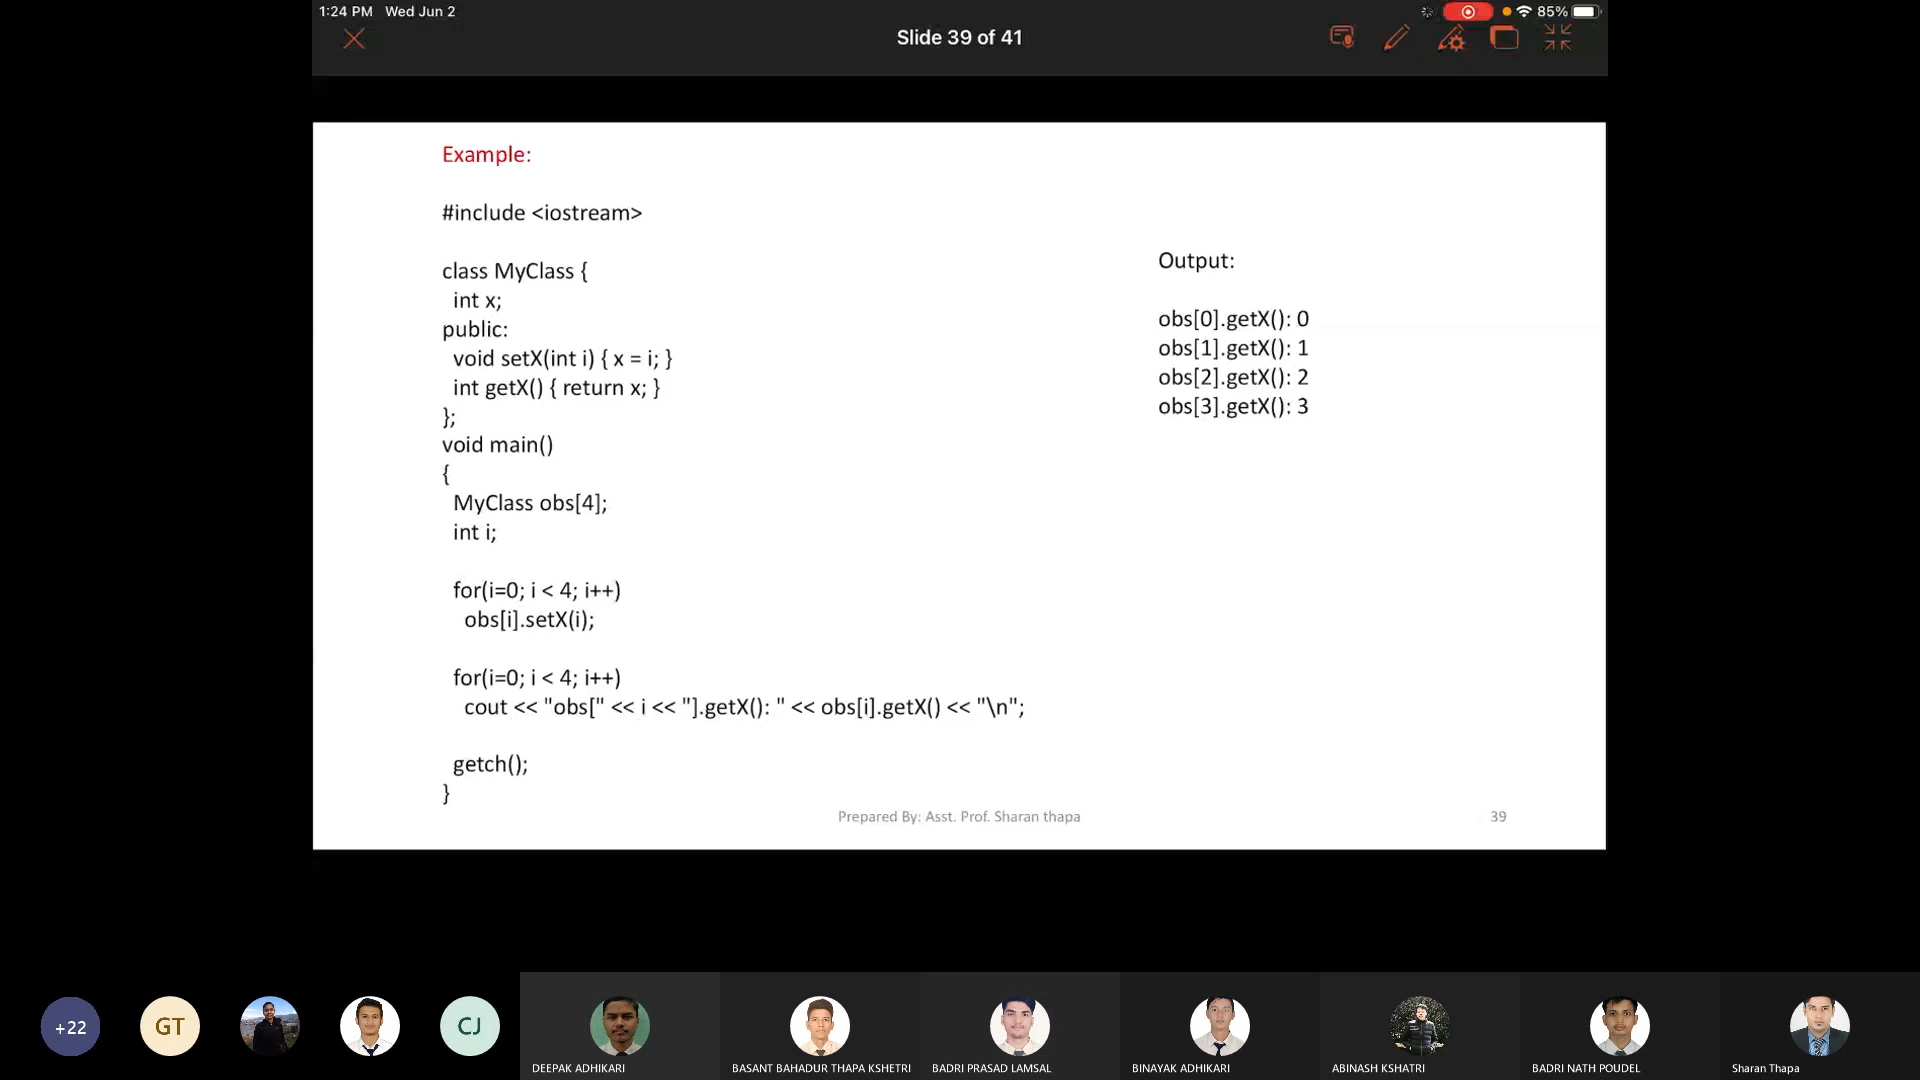 1:24 PM Wed Jun 2
85%
Slide 39 of 41
Example:
#include <iostream>
class MyClass {
int x;
public:
void setX(int i) { x = i; }
int getX() { return x; }
};
void main()
{
MyClass obs[4];
int i;
for(i=0; i < 4; i++)
obs[i].setX(i);
for(i=0; i < 4; i++)
cout << "obs[" << i << "].getX(): " << obs[i].getX() << "\n";
getch();
}
Output:
obs[0].getX(): 0
obs[1].getX(): 1
obs[2].getX(): 2
obs[3].getX(): 3
Prepared By: Asst. Prof. Sharan thapa
39
+22
GT
CJ
DEEPAK ADHIKARI
BASANT BAHADUR THAPA KSHETRI
BADRI PRASAD LAMSAL
BINAYAK ADHIKARI
ABINASH KSHATRI
BADRI NATH POUDEL
Sharan Thapa